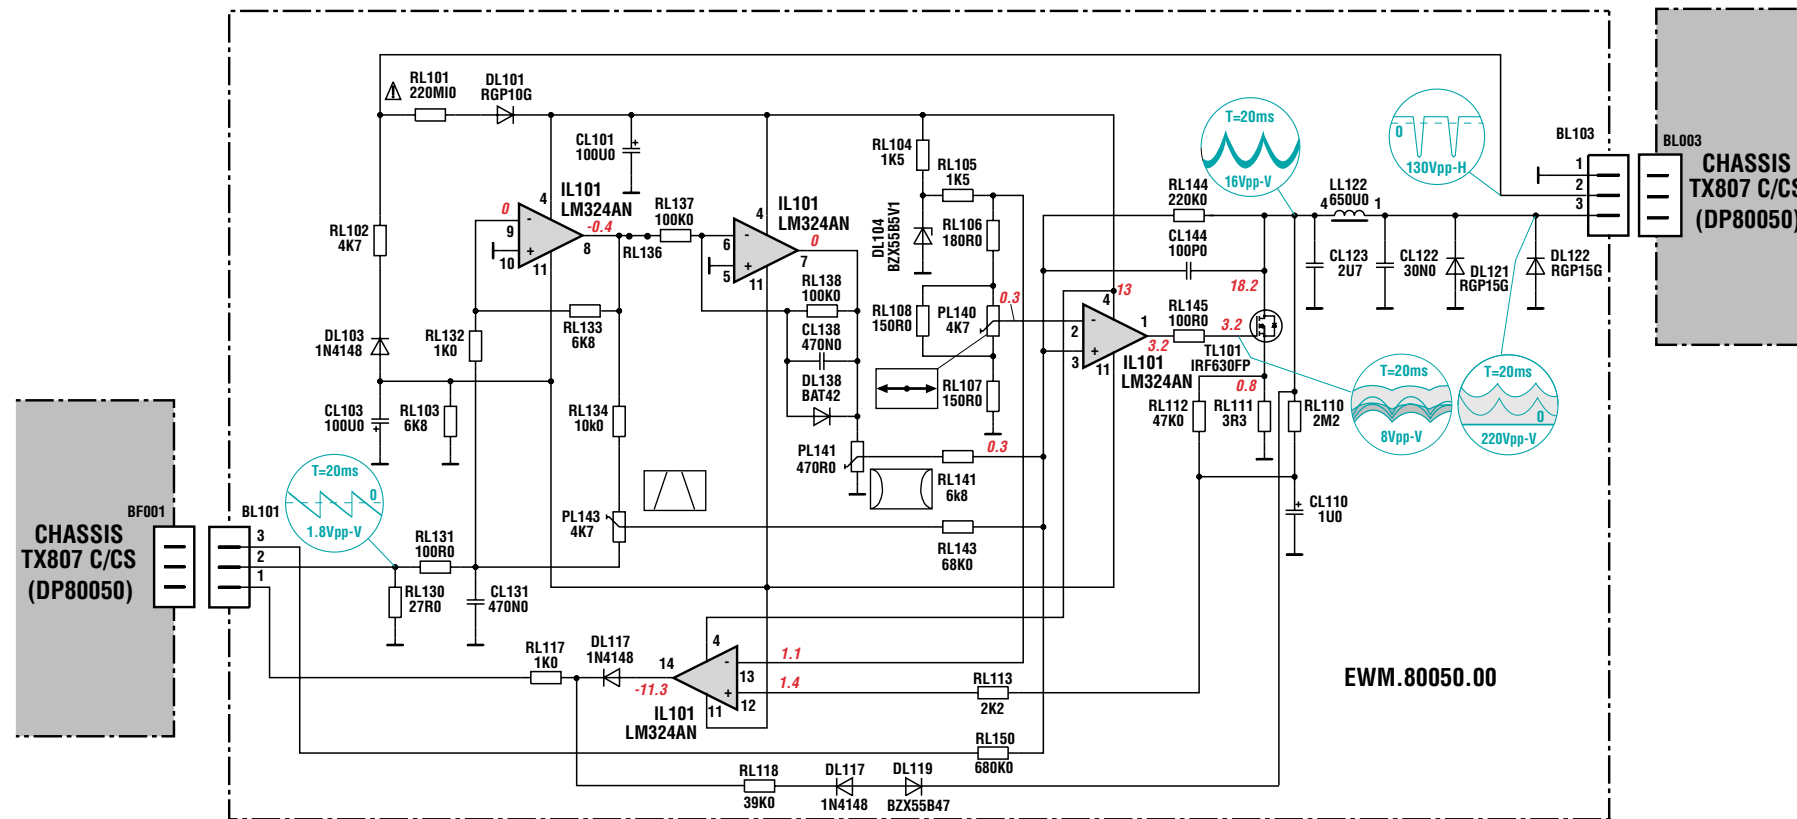 RL101
220MI0
DL101
RGP10G
CL101
100U0
IL101
LM324AN
0
4
-
9
+
10
11
8
-0.4
RL137
100K0
RL136
IL101
LM324AN
4
-
6
+
5
11
7
0
RL138
100K0
CL138
470N0
DL138
BAT42
RL102
4K7
DL103
1N4148
RL132
1K0
RL133
6K8
CL103
100U0
RL103
6K8
RL134
10k0
PL141
470R0
RL141
6k8
0.3
PL143
4K7
RL143
68K0
RL104
1K5
RL105
1K5
DL104
BZX55B5V1
RL106
180R0
RL108
150R0
PL140
4K7
0.3
RL107
150R0
13
4
-
2
+
3
1
3.2
11
IL101
LM324AN
RL144
220K0
CL144
100P0
18.2
RL145
100R0
3.2
TL101
IRF630FP
0.8
RL112
47K0
RL111
3R3
RL110
2M2
CL110
1U0
T=20ms
16Vpp-V
0
130Vpp-H
4
LL122
650U0
1
CL123
2U7
CL122
30N0
DL121
RGP15G
DL122
RGP15G
T=20ms
8Vpp-V
T=20ms
0
220Vpp-V
BL103
1
2
3
BL003
CHASSIS
TX807 C/CS
(DP80050)
CHASSIS
TX807 C/CS
(DP80050)
BF001
BL101
3
2
1
T=20ms
0
1.8Vpp-V
RL131
100R0
RL130
27R0
CL131
470N0
RL117
1K0
DL117
1N4148
14
-11.3
4
-
13
+
12
11
IL101
LM324AN
1.1
1.4
RL113
2K2
RL150
680K0
RL118
39K0
DL117
1N4148
DL119
BZX55B47
EWM.80050.00